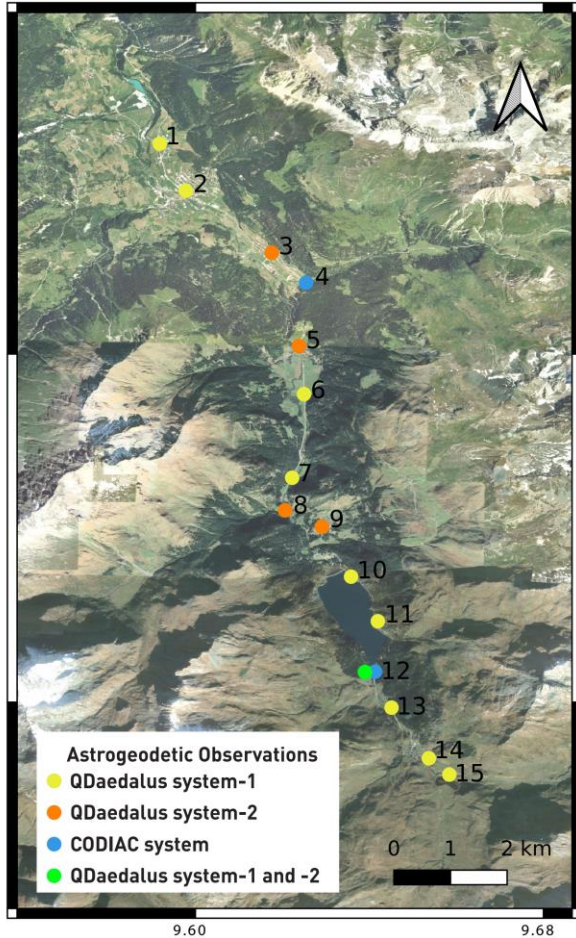 1
2
3
4
5
6
7
8
9
10
11
12
13
14
15
Astrogeodetic Observations
QDaedalus system-1
QDaedalus system-2
CODIAC system
QDaedalus system-1 and -2
0 1 2 km
9.60 9.68